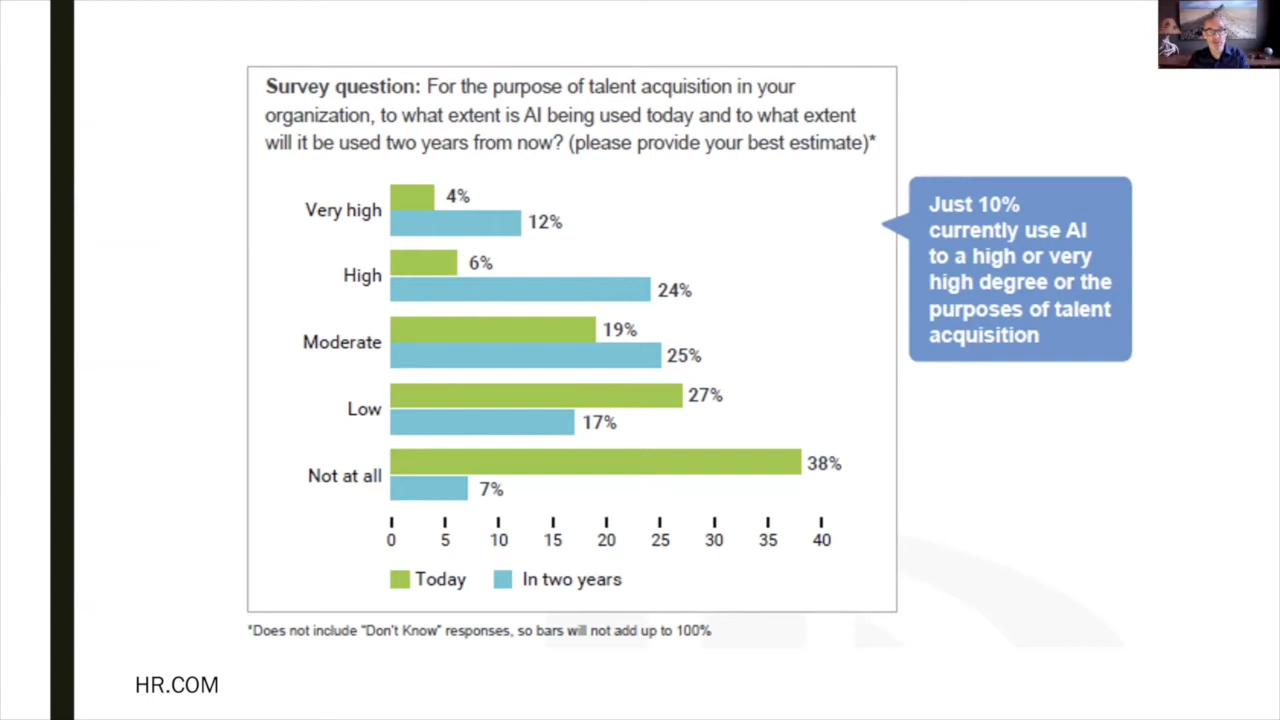 Survey question: For the purpose of talent acquisition in your
organization, to what extent is AI being used today and to what extent
will it be used two years from now? (please provide your best estimate)*
Very high
4%
12%
High
6%
24%
Moderate
19%
25%
Low
27%
17%
Not at all
38%
7%
0 5 10 15 20 25 30 35 40
Today In two years
Just 10%
currently use AI
to a high or very
high degree or the
purposes of talent
acquisition
*Does not include "Don't Know" responses, so bars will not add up to 100%
HR.COM